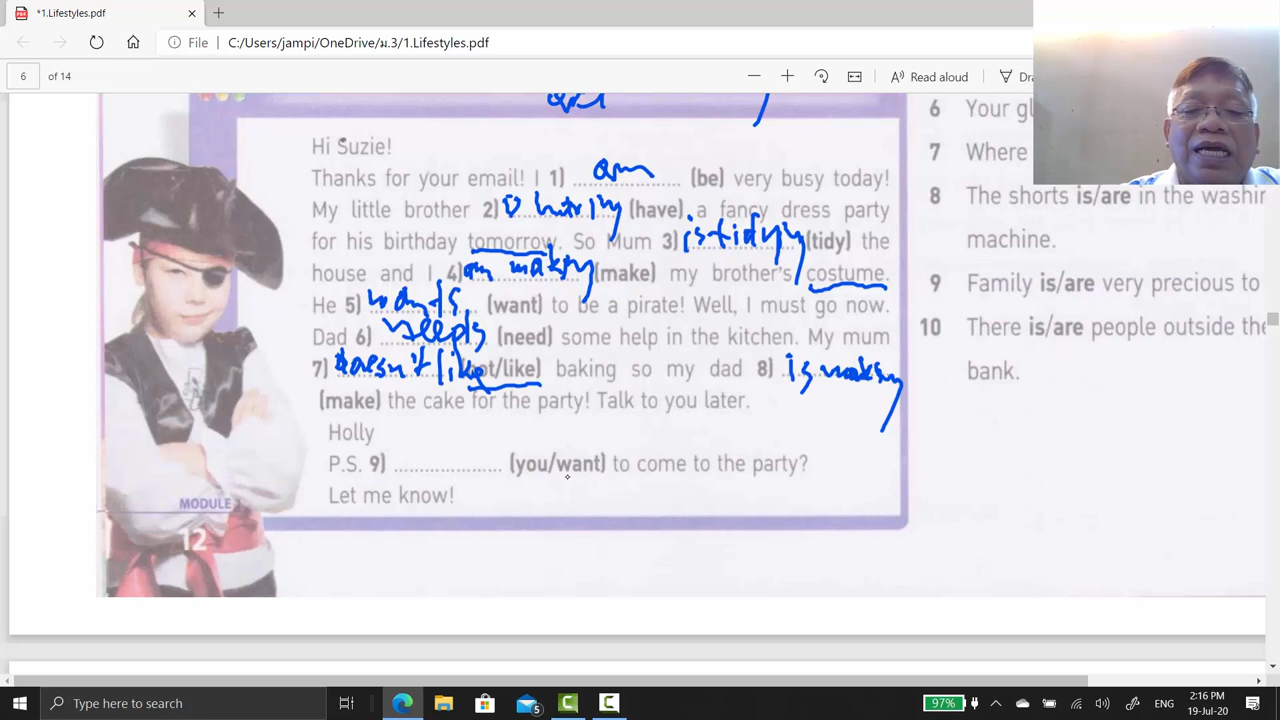 *1.Lifestyles.pdf
File | C:/Users/jampi/OneDrive/ม.3/1.Lifestyles.pdf
6 of 14
Read aloud
Hi Suzie!
am
Thanks for your email! I 1) ..................... (be) very busy today!
My little brother 2) is having (have) a fancy dress party
for his birthday tomorrow. So Mum 3) is tidying (tidy) the
house and I 4) am making (make) my brother's costume.
He 5) wants (want) to be a pirate! Well, I must go now.
Dad 6) needs (need) some help in the kitchen. My mum
7) doesn't like (not/like) baking so my dad 8) is making
(make) the cake for the party! Talk to you later.
Holly
P.S. 9) ..................... (you/want) to come to the party?
Let me know!
MODULE 1
12
6 Your
7 Where
8 The shorts is/are in the
machine.
9 Family is/are very precious to
10 There is/are people outside the
bank.
Type here to search
5
97%
ENG
2:16 PM
19-Jul-20